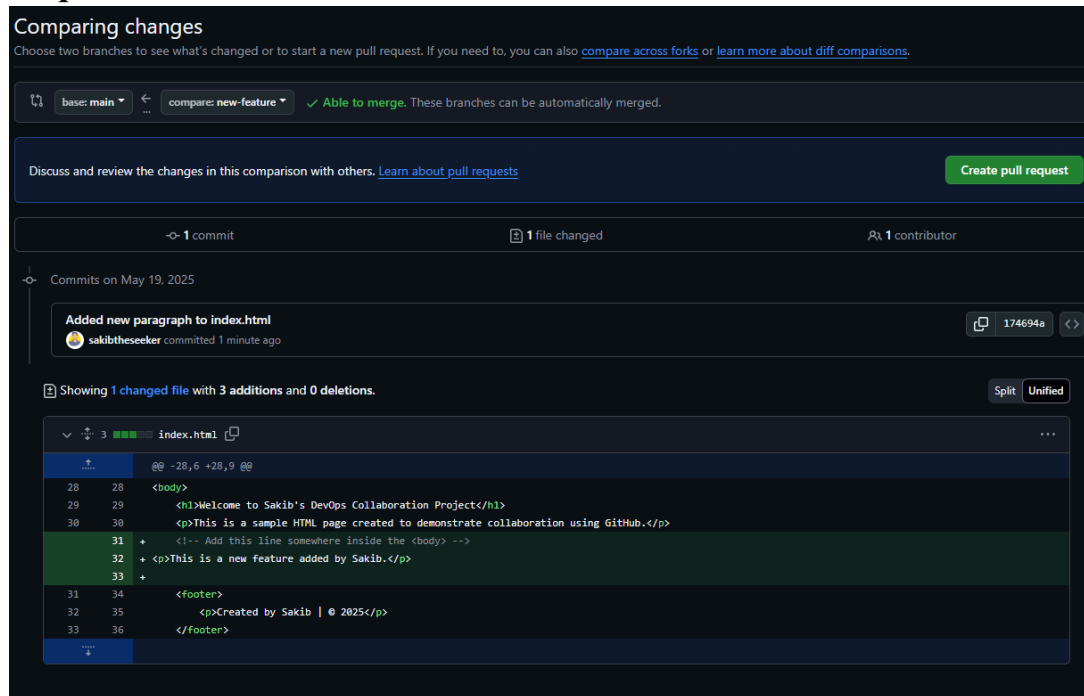 Comparing changes
Choose two branches to see what's changed or to start a new pull request. If you need to, you can also compare across forks or learn more about diff comparisons.
base: main ← ... compare: new-feature ✓ Able to merge. These branches can be automatically merged.
Discuss and review the changes in this comparison with others. Learn about pull requests Create pull request
1 commit 1 file changed 1 contributor
Commits on May 19, 2025
Added new paragraph to index.html 174694a <>
sakibtheseeker committed 1 minute ago
Showing 1 changed file with 3 additions and 0 deletions. Split Unified
3 index.html ...
@@ -28,6 +28,9 @@
28 28 <body>
29 29 <h1>Welcome to Sakib's DevOps Collaboration Project</h1>
30 30 <p>This is a sample HTML page created to demonstrate collaboration using GitHub.</p>
31 + <!-- Add this line somewhere inside the <body> -->
32 + <p>This is a new feature added by Sakib.</p>
33 +
31 34 <footer>
32 35 <p>Created by Sakib | © 2025</p>
33 36 </footer>